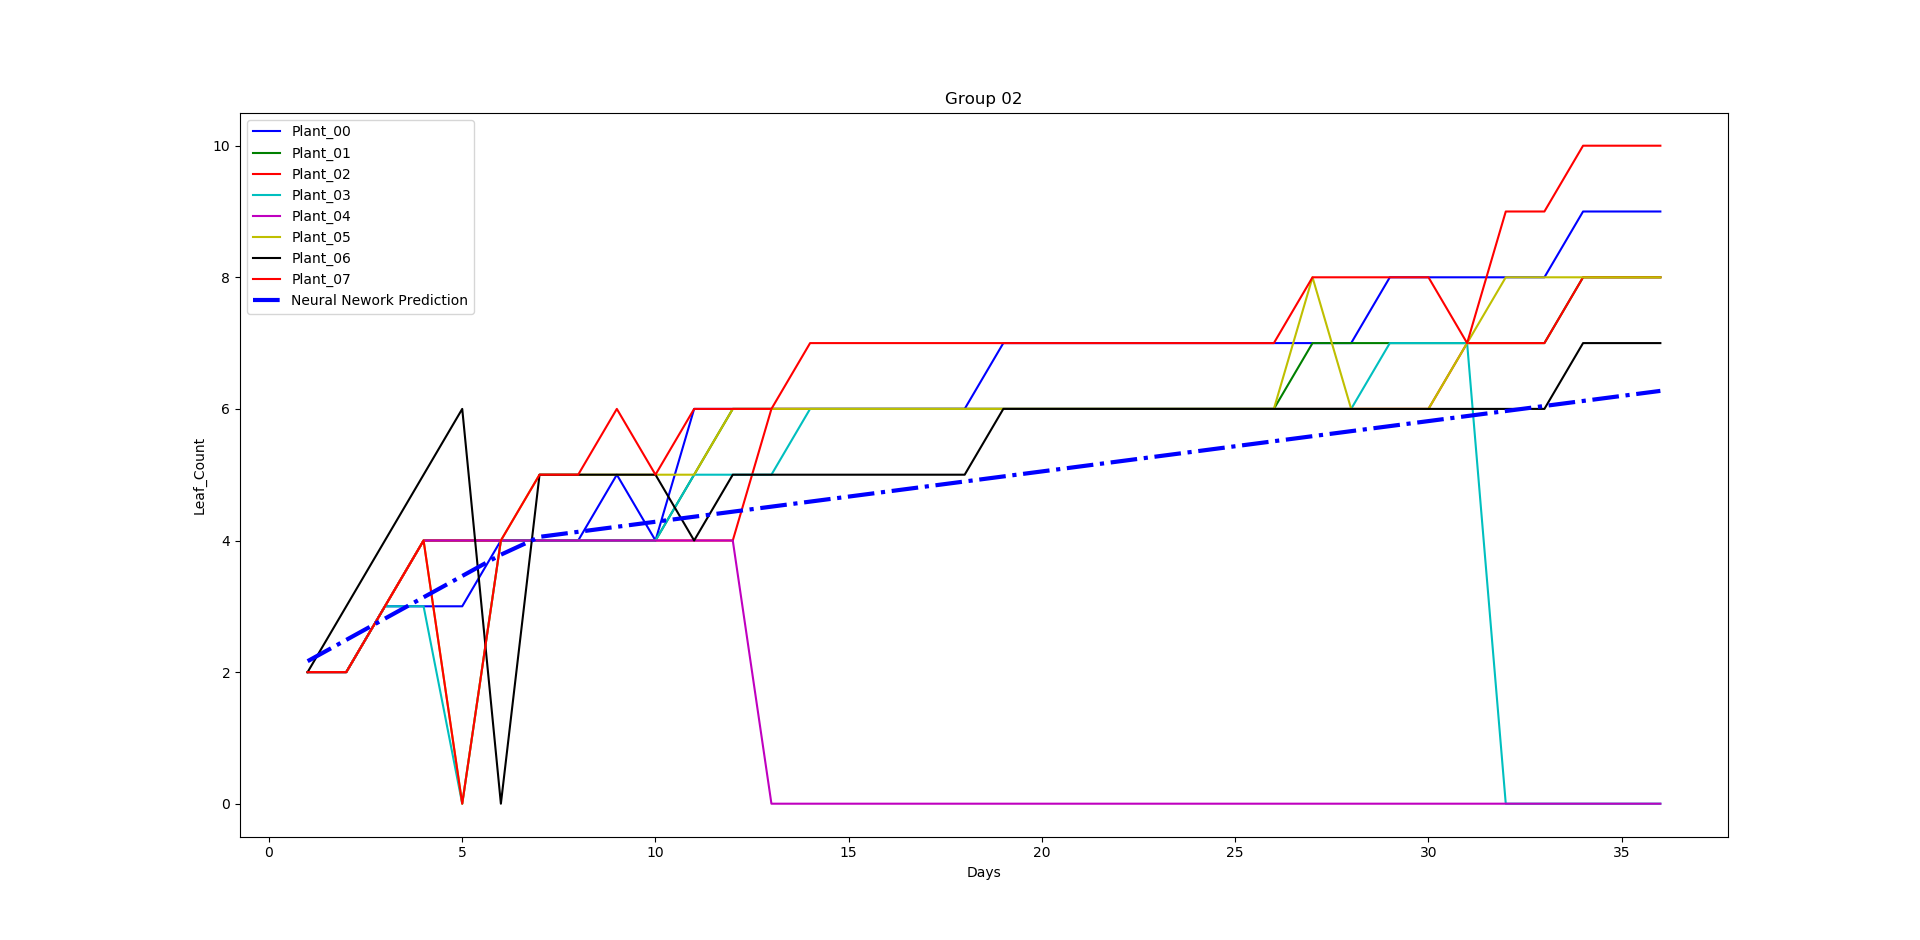 Group 02
Plant_00
Plant_01
Plant_02
Plant_03
Plant_04
Plant_05
Plant_06
Plant_07
Neural Nework Prediction
10
8
6
4
2
0
Leaf_Count
0 5 10 15 20 25 30 35
Days